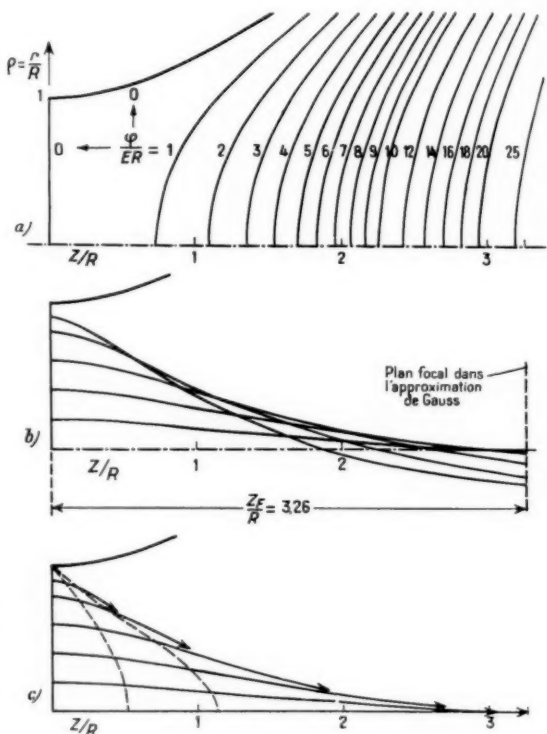 ρ = r/R
1
0
0 ← φ/ER = 1 2 3 4 5 6 7 8 9 10 12 14 16 18 20 25
a) Z/R 1 2 3
Plan focal dans
l'approximation
de Gauss
b) Z/R 1 2
Z_F/R = 3,26
c) Z/R 1 2 3